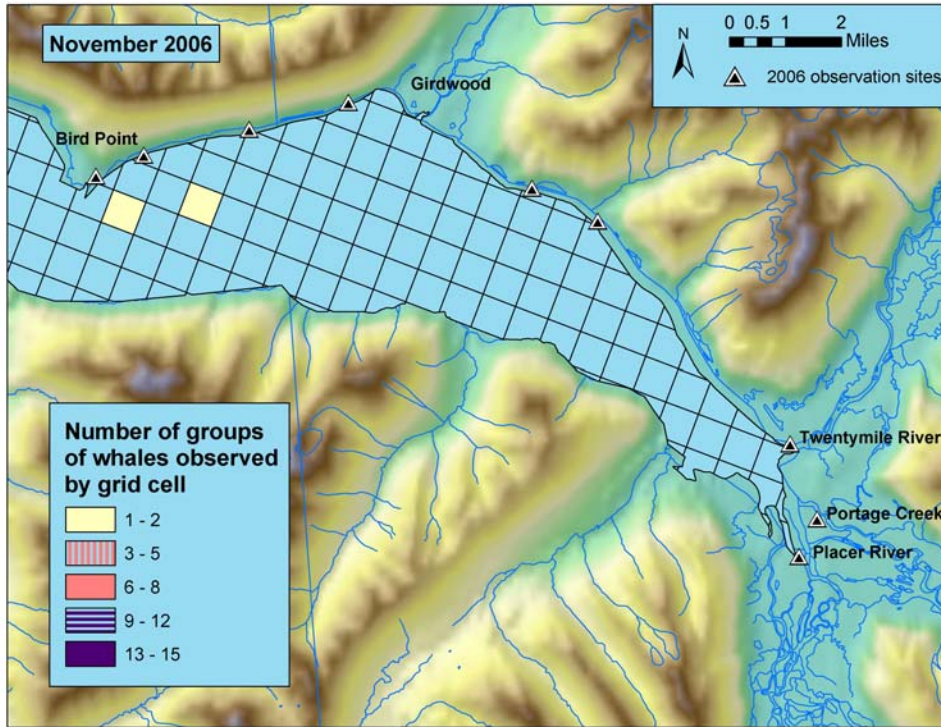 November 2006
0 0.5 1 2
Miles
N
2006 observation sites
Girdwood
Bird Point
Twentymile River
Portage Creek
Placer River
Number of groups
of whales observed
by grid cell
1 - 2
3 - 5
6 - 8
9 - 12
13 - 15